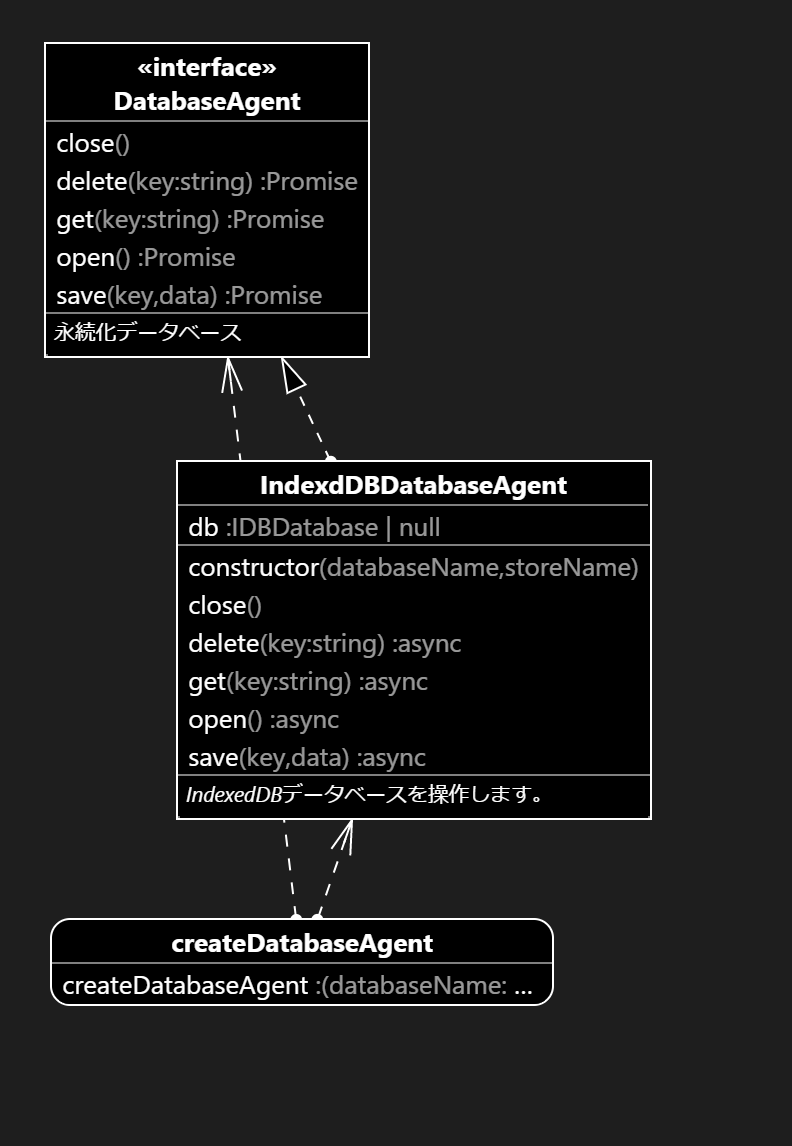 «interface»
DatabaseAgent
close()
delete(key:string) :Promise
get(key:string) :Promise
open() :Promise
save(key,data) :Promise
永続化データベース
IndexdDBDatabaseAgent
db :IDBDatabase | null
constructor(databaseName,storeName)
close()
delete(key:string) :async
get(key:string) :async
open() :async
save(key,data) :async
IndexedDBデータベースを操作します。
createDatabaseAgent
createDatabaseAgent :(databaseName: ...